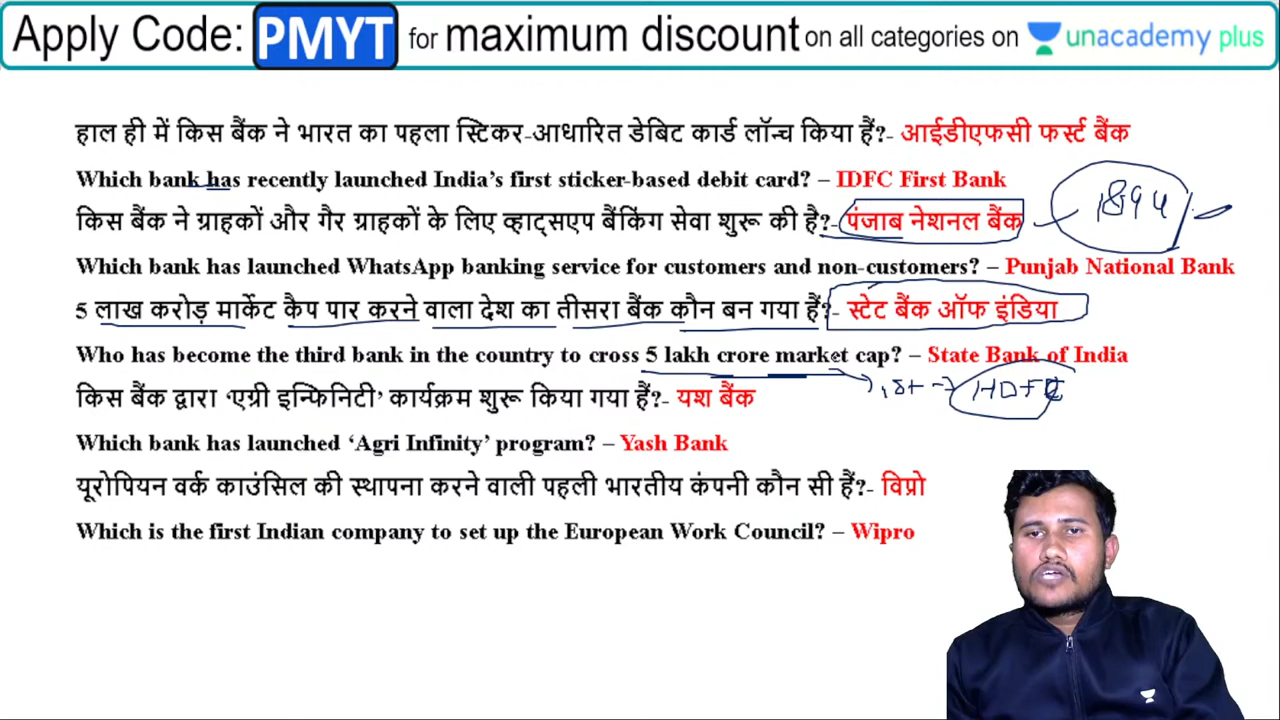 Apply Code: PMYT for maximum discount on all categories on unacademy plus
हाल ही में किस बैंक ने भारत का पहला स्टिकर-आधारित डेबिट कार्ड लॉन्च किया हैं?- आईडीएफसी फर्स्ट बैंक
Which bank has recently launched India's first sticker-based debit card? – IDFC First Bank
किस बैंक ने ग्राहकों और गैर ग्राहकों के लिए व्हाट्सएप बैंकिंग सेवा शुरू की है?- पंजाब नेशनल बैंक
1894
Which bank has launched WhatsApp banking service for customers and non-customers? – Punjab National Bank
5 लाख करोड़ मार्केट कैप पार करने वाला देश का तीसरा बैंक कौन बन गया हैं?- स्टेट बैंक ऑफ इंडिया
Who has become the third bank in the country to cross 5 lakh crore market cap? – State Bank of India
किस बैंक द्वारा ‘एग्री इन्फिनिटी’ कार्यक्रम शुरू किया गया हैं?- यश बैंक
1st → HDFC
Which bank has launched ‘Agri Infinity’ program? – Yash Bank
यूरोपियन वर्क काउंसिल की स्थापना करने वाली पहली भारतीय कंपनी कौन सी हैं?- विप्रो
Which is the first Indian company to set up the European Work Council? – Wipro